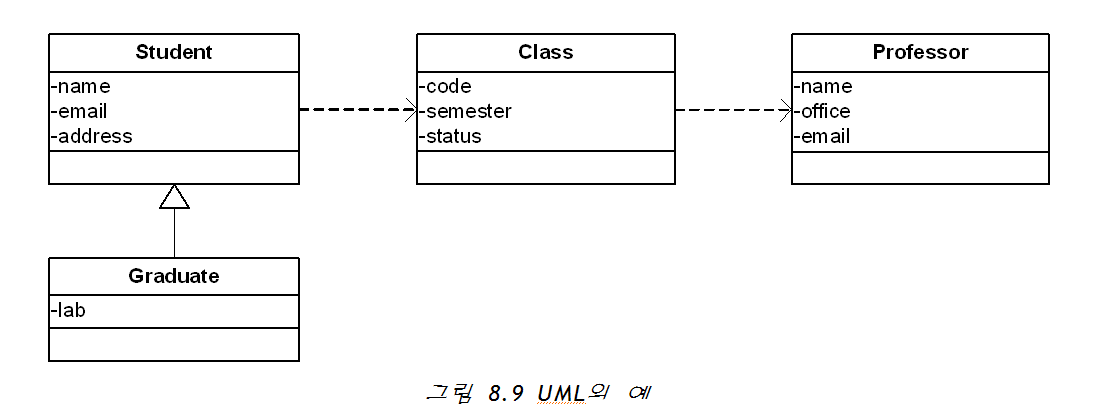 Student
-name
-email
-address
Class
-code
-semester
-status
Professor
-name
-office
-email
Graduate
-lab
그림 8.9 UML의 예